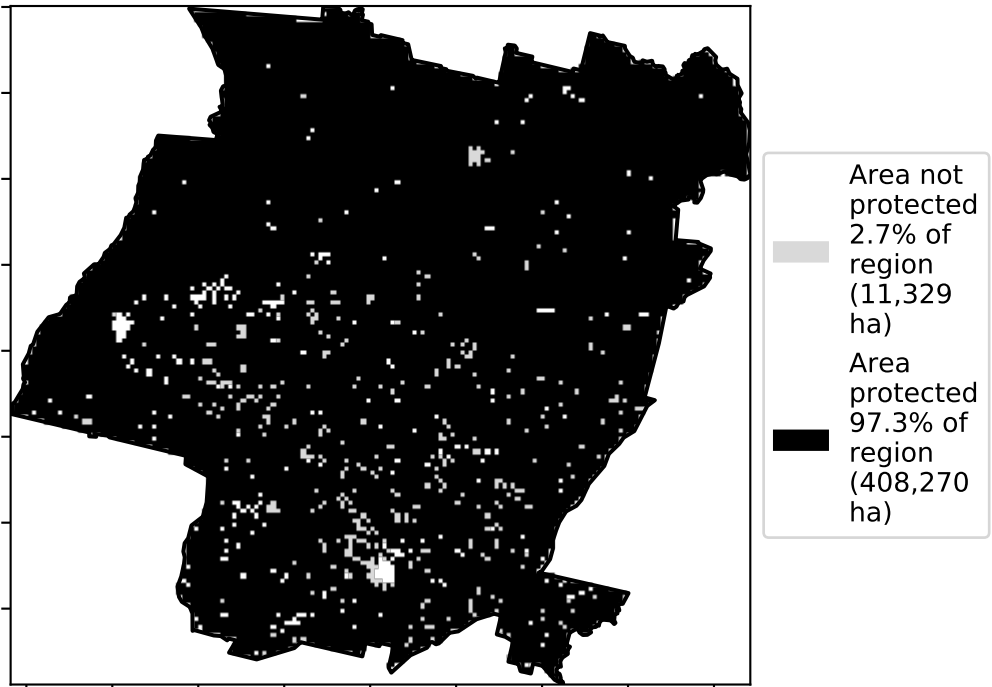 Area not
protected
2.7% of
region
(11,329
ha)
Area
protected
97.3% of
region
(408,270
ha)